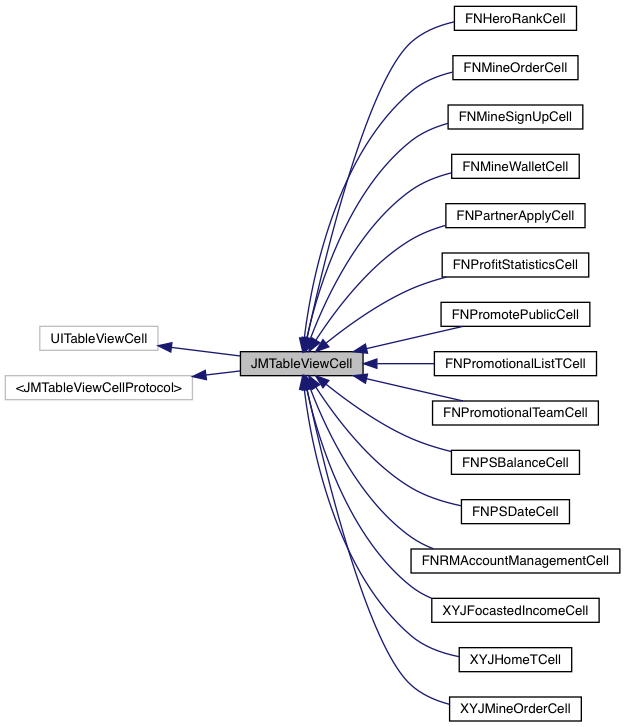 FNHeroRankCell
FNMineOrderCell
FNMineSignUpCell
FNMineWalletCell
FNPartnerApplyCell
FNProfitStatisticsCell
FNPromotePublicCell
UITableViewCell
JMTableViewCell
FNPromotionalListTCell
<JMTableViewCellProtocol>
FNPromotionalTeamCell
FNPSBalanceCell
FNPSDateCell
FNRMAccountManagementCell
XYJFocastedIncomeCell
XYJHomeTCell
XYJMineOrderCell